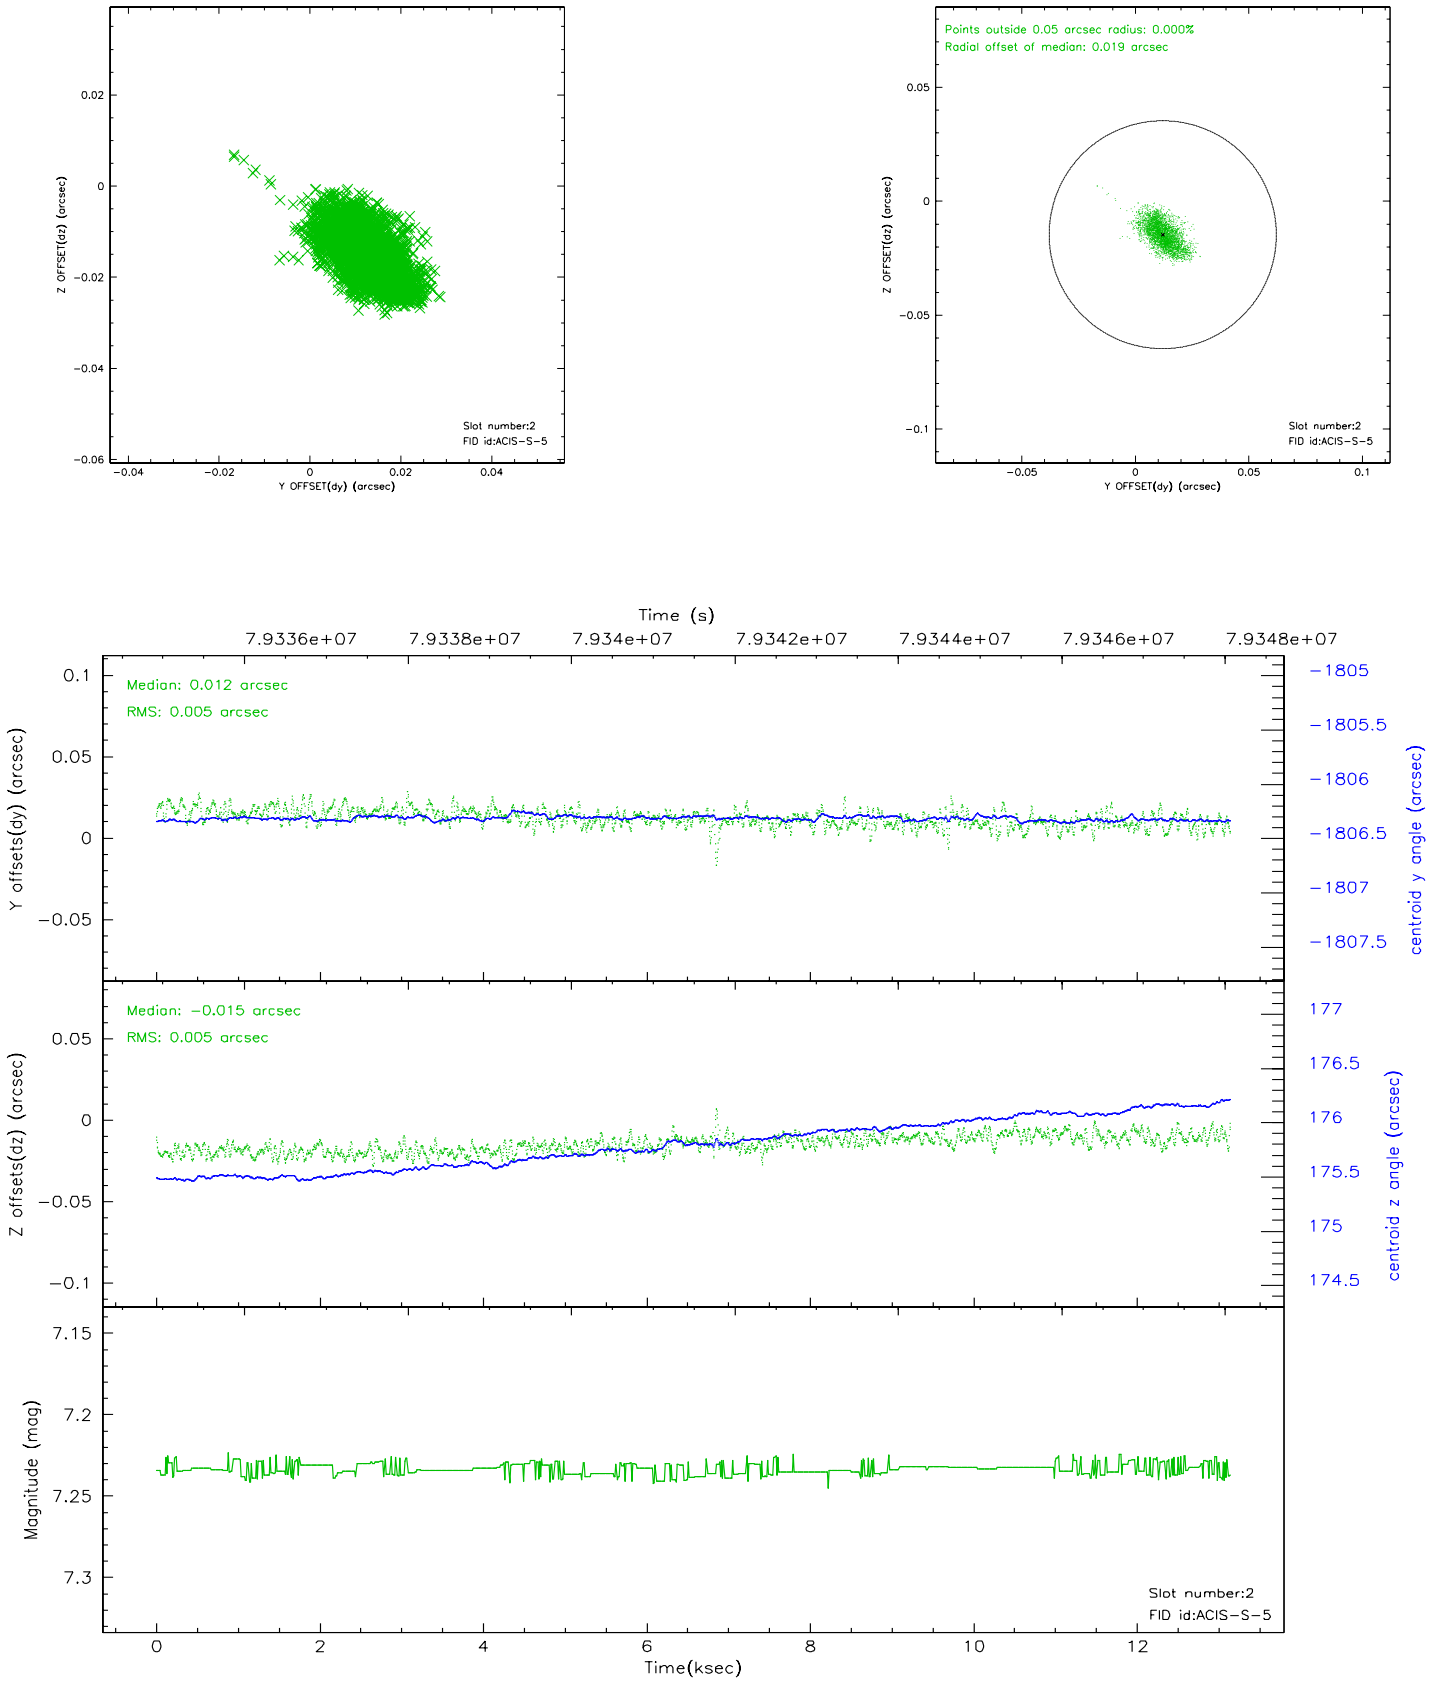 0.02
0
-0.02
-0.04
-0.06
-0.04 -0.02 0 0.02 0.04
Z OFFSET(dz) (arcsec)
Y OFFSET(dy) (arcsec)
Slot number:2
FID id:ACIS-S-5
Points outside 0.05 arcsec radius: 0.000%
Radial offset of median: 0.019 arcsec
0.05
0
-0.05
-0.1
-0.05 0 0.05 0.1
Z OFFSET(dz) (arcsec)
Y OFFSET(dy) (arcsec)
Slot number:2
FID id:ACIS-S-5
Time (s)
7.9336e+07 7.9338e+07 7.934e+07 7.9342e+07 7.9344e+07 7.9346e+07 7.9348e+07
Median: 0.012 arcsec
RMS: 0.005 arcsec
0.1
0.05
0
-0.05
Y offsets(dy) (arcsec)
-1805
-1805.5
-1806
-1806.5
-1807
-1807.5
centroid y angle (arcsec)
Median: -0.015 arcsec
RMS: 0.005 arcsec
0.05
0
-0.05
-0.1
Z offsets(dz) (arcsec)
177
176.5
176
175.5
175
174.5
centroid z angle (arcsec)
7.15
7.2
7.25
7.3
Magnitude (mag)
Slot number:2
FID id:ACIS-S-5
0 2 4 6 8 10 12
Time(ksec)